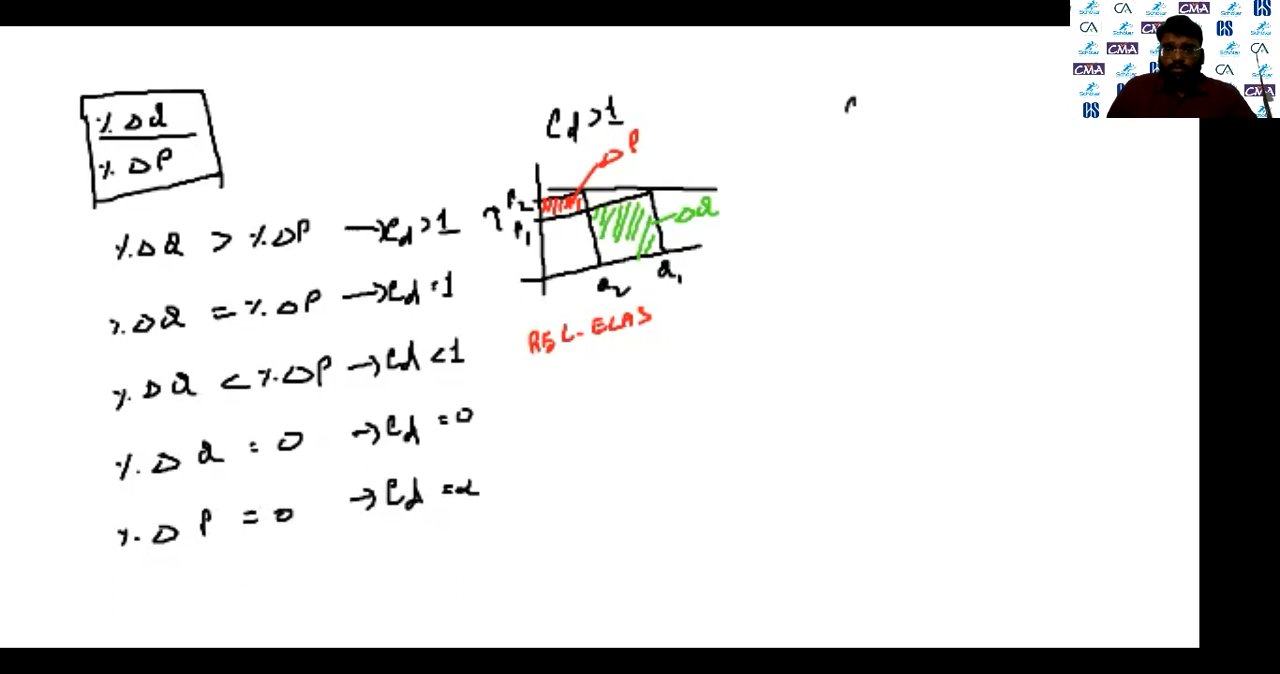 %ΔQ
%ΔP
%ΔQ > %ΔP → ed > 1
%ΔQ = %ΔP → ed = 1
%ΔQ < %ΔP → ed < 1
%ΔQ = 0 → ed = 0
%ΔP = 0 → ed = α
ed > 1
ΔP
P2
P1
ΔQ
Q2
Q1
REL-ELAS
CA
CMA
Scholar
CS